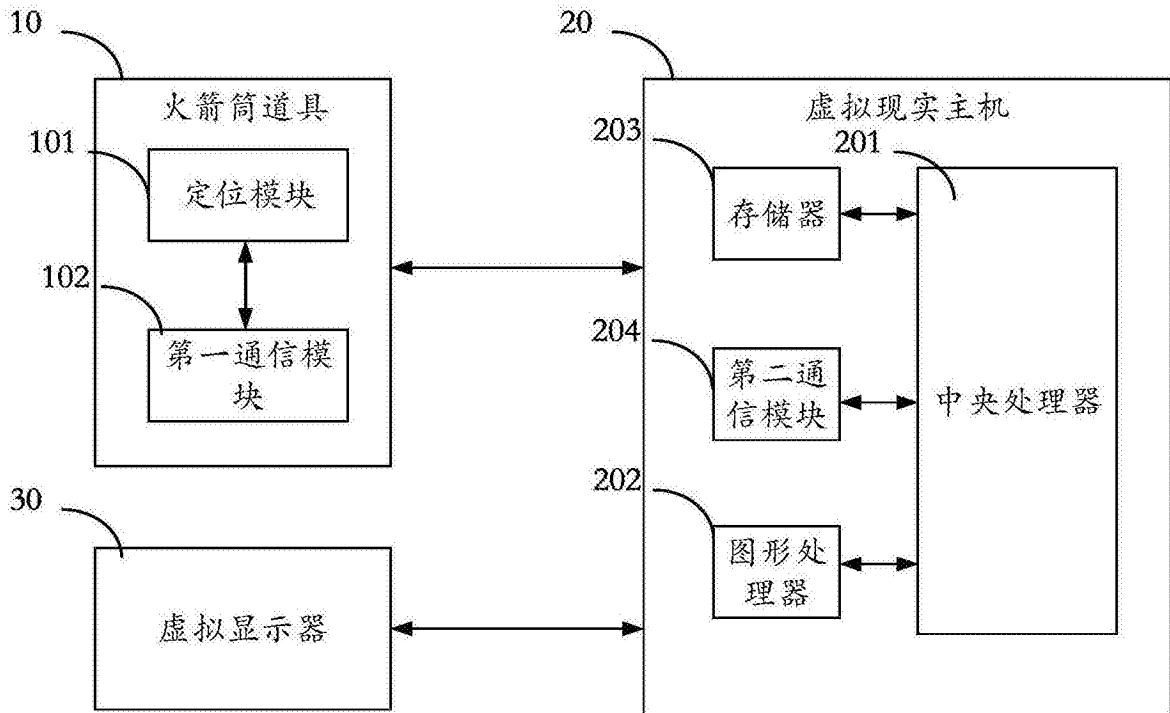 10
火箭筒道具
101
定位模块
102
第一通信模
块
30
虚拟显示器
20
虚拟现实主机
203
201
存储器
204
第二通
信模块
中央处理器
202
图形处
理器